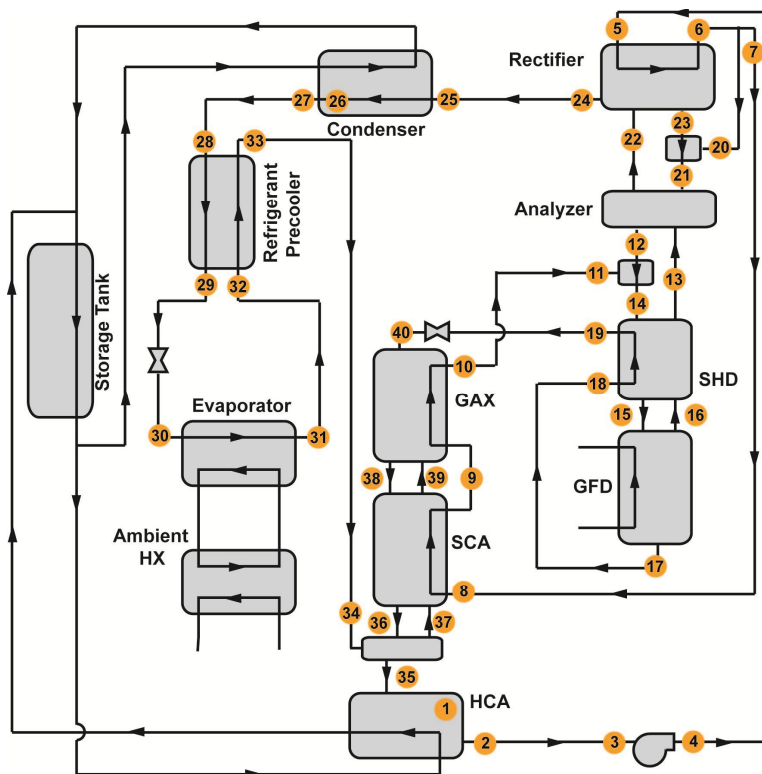 5
6
7
Rectifier
27
26
25
24
Condenser
28
33
22
23
20
21
Refrigerant
Precooler
Analyzer
12
11
13
29
32
14
Storage Tank
40
19
10
18
SHD
GAX
Evaporator
15
16
30
31
38
39
9
GFD
Ambient
HX
SCA
17
8
34
36
37
35
HCA
1
2
3
4